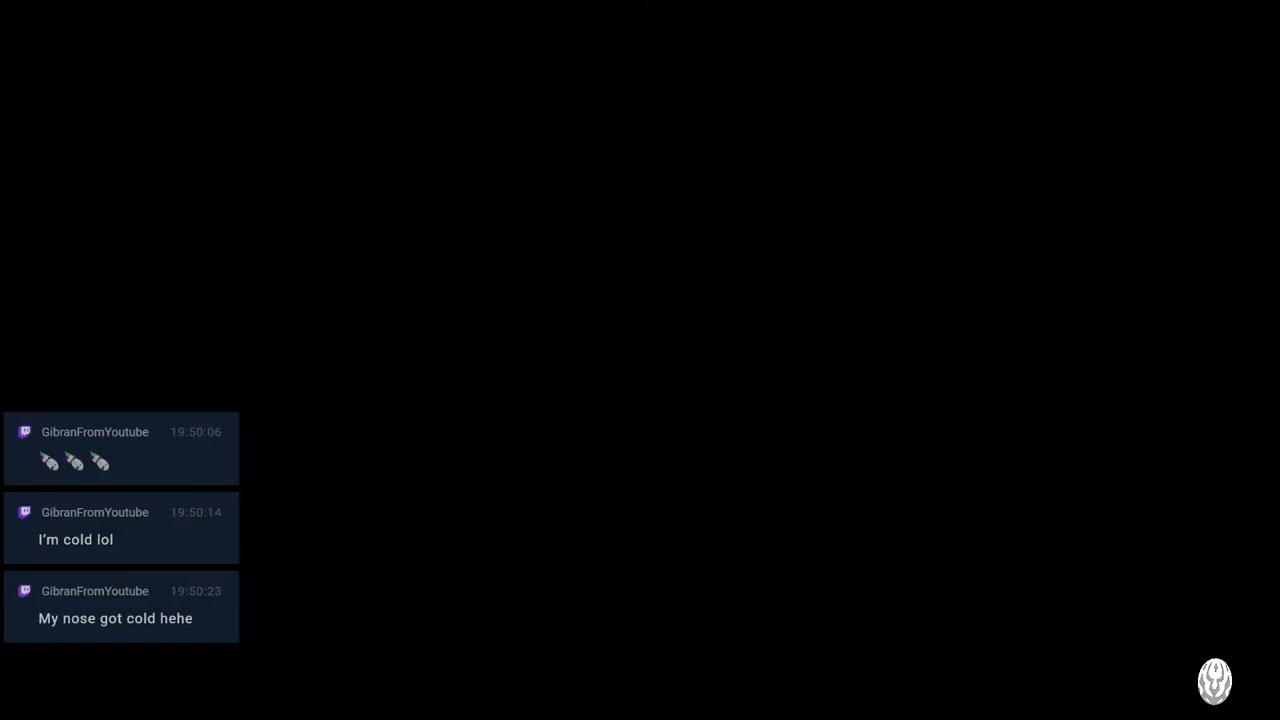 GibranFromYoutube 19:50:06
GibranFromYoutube 19:50:14
I'm cold lol
GibranFromYoutube 19:50:23
My nose got cold hehe